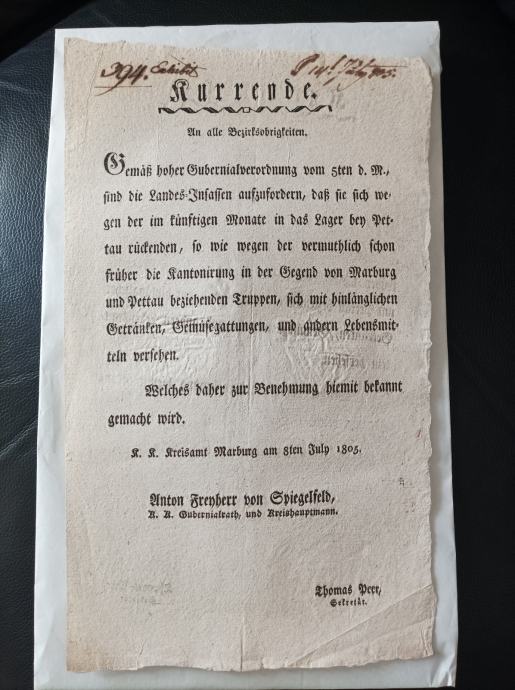 394. Exhibit
Kurrende.
An alle Bezirksobrigkeiten.
Gemäß hoher Gubernialverordnung vom 5ten d. M.,
sind die Landes-Insassen aufzufordern, daß sie sich we-
gen der im künftigen Monate in das Lager bey Pet-
tau rückenden, so wie wegen der vermuthlich schon
früher die Kantonirung in der Gegend von Marburg
und Pettau beziehenden Truppen, sich mit hinlänglichen
Getränken, Gemüsegattungen, und andern Lebensmit-
teln versehen.
Welches daher zur Benehmung hiemit bekannt
gemacht wird.
K. K. Kreisamt Marburg am 8ten July 1805.
Anton Freyherr von Spiegelfeld,
K. K. Gubernialrath, und Kreishauptmann.
Thomas Peer,
Sekretär.